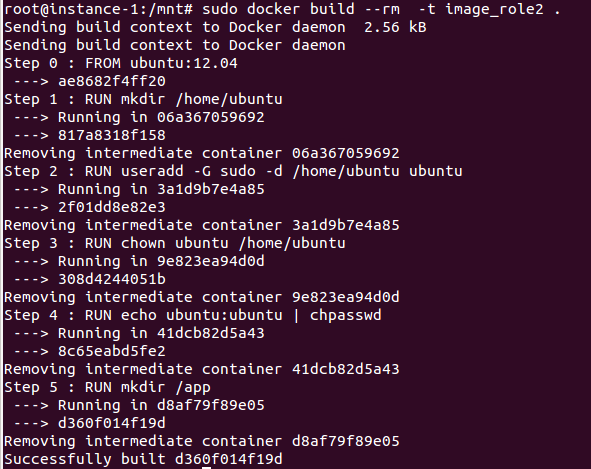 root@instance-1:/mnt# sudo docker build --rm  -t image_role2 .
Sending build context to Docker daemon  2.56 kB
Sending build context to Docker daemon
Step 0 : FROM ubuntu:12.04
 ---> ae8682f4ff20
Step 1 : RUN mkdir /home/ubuntu
 ---> Running in 06a367059692
 ---> 817a8318f158
Removing intermediate container 06a367059692
Step 2 : RUN useradd -G sudo -d /home/ubuntu ubuntu
 ---> Running in 3a1d9b7e4a85
 ---> 2f01dd8e82e3
Removing intermediate container 3a1d9b7e4a85
Step 3 : RUN chown ubuntu /home/ubuntu
 ---> Running in 9e823ea94d0d
 ---> 308d4244051b
Removing intermediate container 9e823ea94d0d
Step 4 : RUN echo ubuntu:ubuntu | chpasswd
 ---> Running in 41dcb82d5a43
 ---> 8c65eabd5fe2
Removing intermediate container 41dcb82d5a43
Step 5 : RUN mkdir /app
 ---> Running in d8af79f89e05
 ---> d360f014f19d
Removing intermediate container d8af79f89e05
Successfully built d360f014f19d